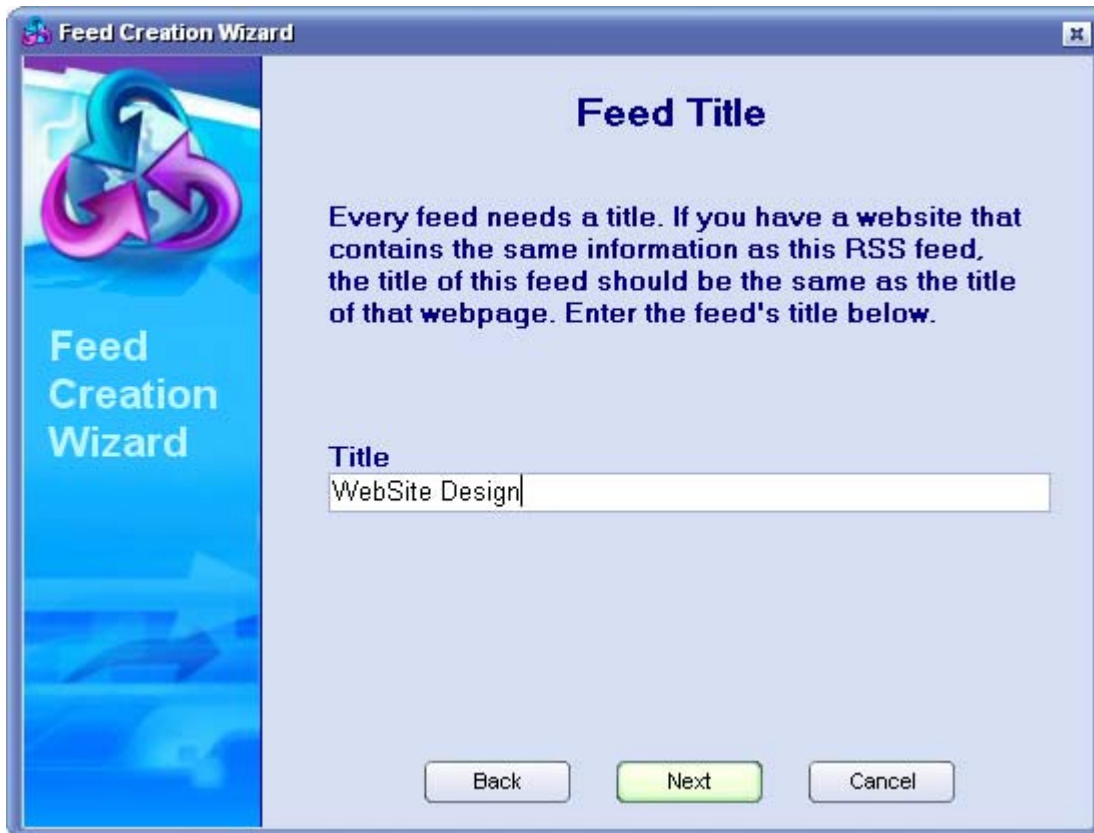 Feed Creation Wizard
Feed Title
Every feed needs a title. If you have a website that
contains the same information as this RSS feed,
the title of this feed should be the same as the title
of that webpage. Enter the feed's title below.
Feed
Creation
Wizard
Title
WebSite Design
Back
Next
Cancel